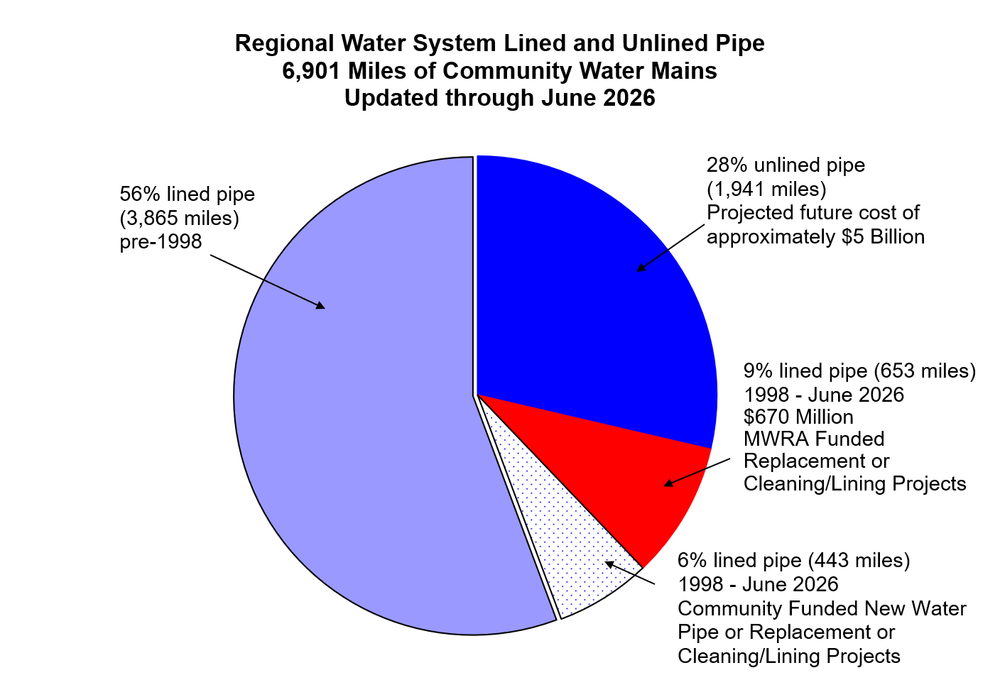 Regional Water System Lined and Unlined Pipe
6,901 Miles of Community Water Mains
Updated through June 2026
56% lined pipe
(3,865 miles)
pre-1998
28% unlined pipe
(1,941 miles)
Projected future cost of
approximately $5 Billion
9% lined pipe (653 miles)
1998 - June 2026
$670 Million
MWRA Funded
Replacement or
Cleaning/Lining Projects
6% lined pipe (443 miles)
1998 - June 2026
Community Funded New Water
Pipe or Replacement or
Cleaning/Lining Projects